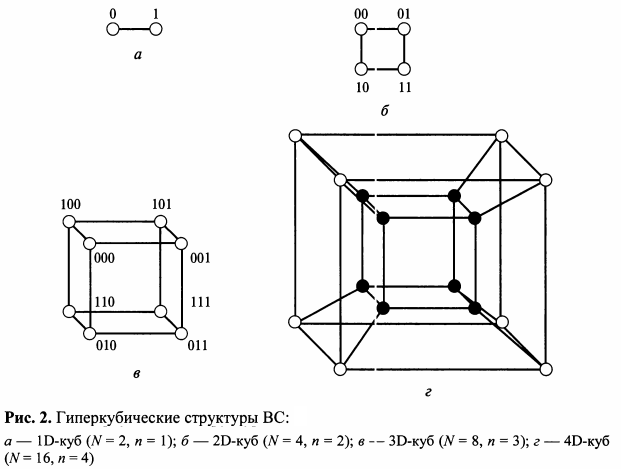 0 1
а
00 01
10 11
б
100 101
000 001
110 111
010 011
в
г
Рис. 2. Гиперкубические структуры ВС:
а — 1D-куб (N = 2, n = 1); б — 2D-куб (N = 4, n = 2); в -- 3D-куб (N = 8, n = 3); г — 4D-куб
(N = 16, n = 4)